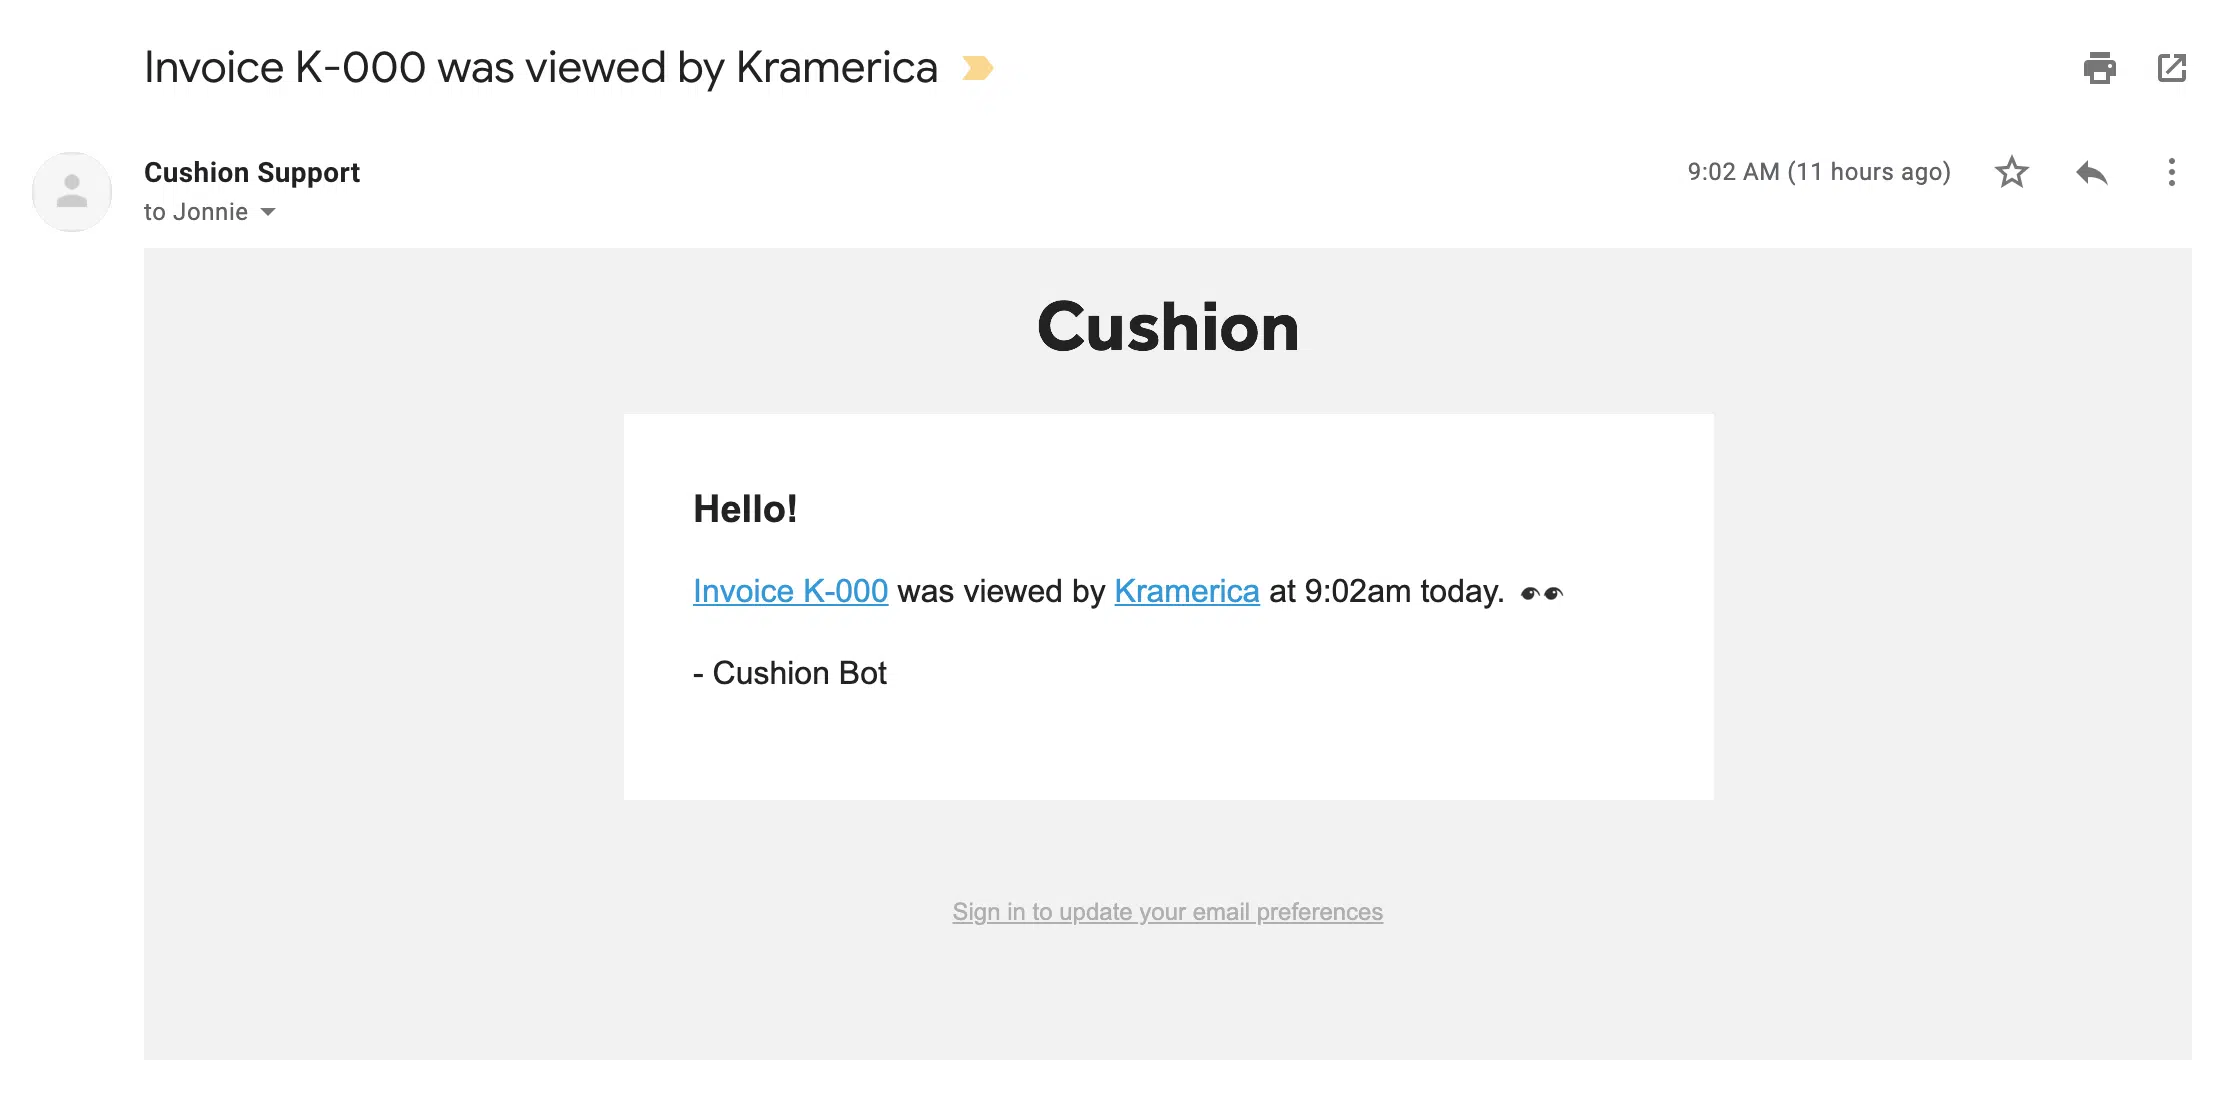 Invoice K-000 was viewed by Kramerica
Cushion Support
9:02 AM (11 hours ago)
to Jonnie
Cushion
Hello!
Invoice K-000 was viewed by Kramerica at 9:02am today. 👀
- Cushion Bot
Sign in to update your email preferences